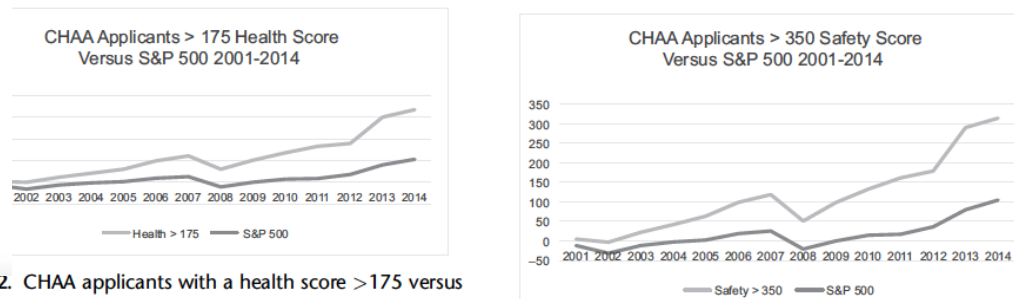 CHAA Applicants > 175 Health Score
Versus S&P 500 2001-2014
2002 2003 2004 2005 2006 2007 2008 2009 2010 2011 2012 2013 2014
Health > 175 S&P 500
2. CHAA applicants with a health score >175 versus
CHAA Applicants > 350 Safety Score
Versus S&P 500 2001-2014
350
300
250
200
150
100
50
0
–50 2001 2002 2003 2004 2005 2006 2007 2008 2009 2010 2011 2012 2013 2014
Safety > 350 S&P 500